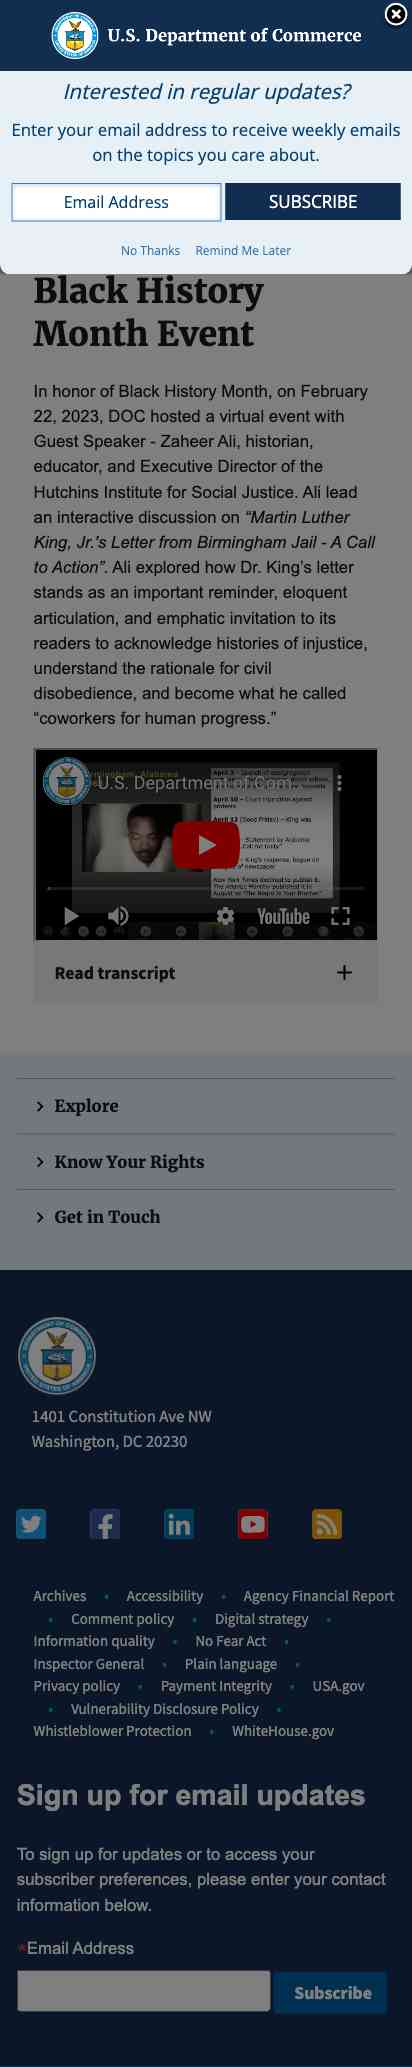 U.S. Department of Commerce
Interested in regular updates?
Enter your email address to receive weekly emails
on the topics you care about.
Email Address
SUBSCRIBE
No Thanks
Remind Me Later
Black History
Month Event
In honor of Black History Month, on February
22, 2023, DOC hosted a virtual event with
Guest Speaker - Zaheer Ali, historian,
educator, and Executive Director of the
Hutchins Institute for Social Justice. Ali lead
an interactive discussion on “Martin Luther
King, Jr.’s Letter from Birmingham Jail - A Call
to Action”. Ali explored how Dr. King’s letter
stands as an important reminder, eloquent
articulation, and emphatic invitation to its
readers to acknowledge histories of injustice,
understand the rationale for civil
disobedience, and become what he called
“coworkers for human progress.”
U.S. Department of Com
YouTube
Read transcript
Explore
Know Your Rights
Get in Touch
1401 Constitution Ave NW
Washington, DC 20230
Archives • Accessibility • Agency Financial Report
• Comment policy • Digital strategy •
Information quality • No Fear Act •
Inspector General • Plain language •
Privacy policy • Payment Integrity • USA.gov
• Vulnerability Disclosure Policy •
Whistleblower Protection • WhiteHouse.gov
Sign up for email updates
To sign up for updates or to access your
subscriber preferences, please enter your contact
information below.
*Email Address
Subscribe